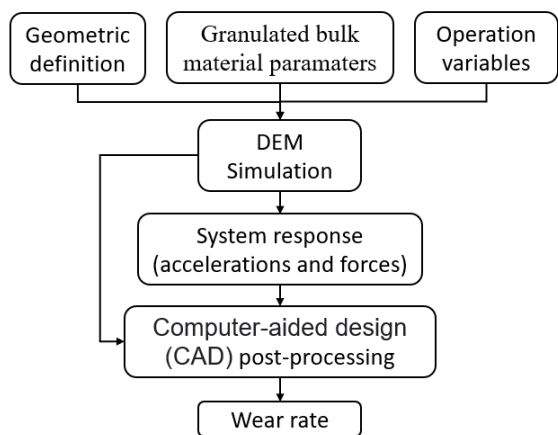 Geometric
definition
Granulated bulk
material paramaters
Operation
variables
DEM
Simulation
System response
(accelerations and forces)
Computer-aided design
(CAD) post-processing
Wear rate